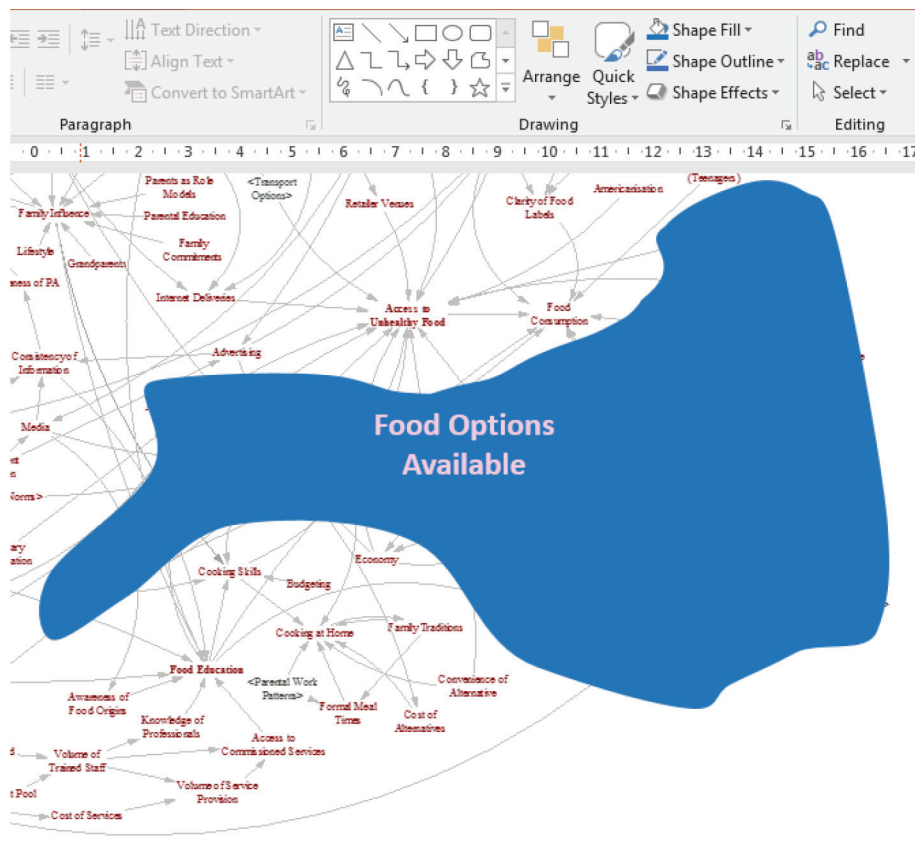 Text Direction
Align Text
Convert to SmartArt
Paragraph
Arrange
Quick
Styles
Drawing
Shape Fill
Shape Outline
Shape Effects
Find
Replace
Select
Editing
0 1 2 3 4 5 6 7 8 9 10 11 12 13 14 15 16 17
Parents as Role
Models
<Transport
Options>
Retailer Venues
Clarity of Food
Labels
Americanisation
(Teenagers)
Family Influence
Parental Education
Family
Commitments
Lifestyle
Grandparents
ness of PA
Internet Deliveries
Access to
Unhealthy Food
Food
Consumption
Consistency of
Information
Advertising
Media
Food Options
Available
Norms>
Cooking Skills
Economy
Budgeting
Cooking at Home
Family Traditions
Food Education
<Parental Work
Patterns>
Convenience of
Alternative
Awareness of
Food Origins
Formal Meal
Times
Cost of
Alternatives
Knowledge of
Professionals
Access to
Commissioned Services
Volume of
Trained Staff
Volume of Service
Provision
t Pool
Cost of Services